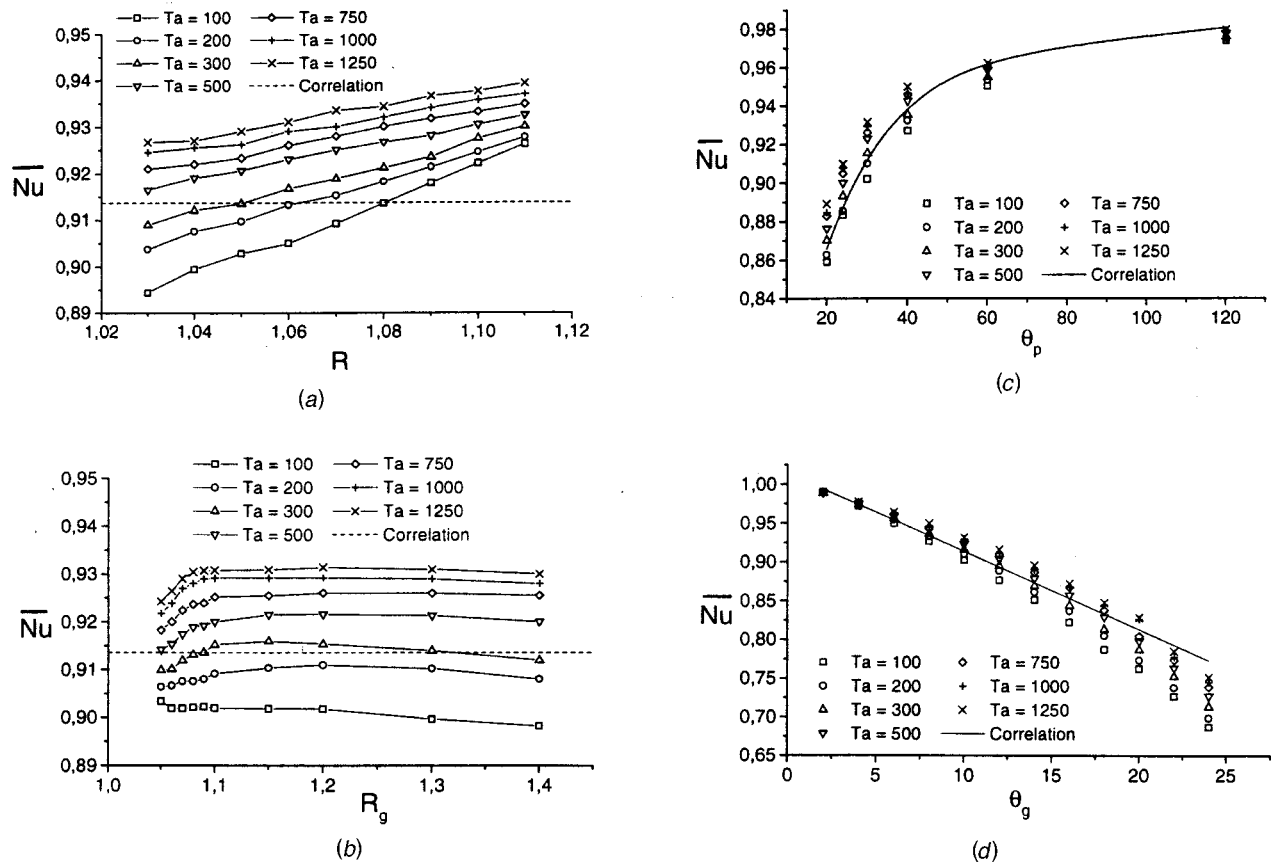 Ta = 100 Ta = 750
Ta = 200 Ta = 1000
Ta = 300 Ta = 1250
Ta = 500 Correlation
0,95
0,94
0,93
0,92
0,91
0,90
0,89
Nu
1,02 1,04 1,06 1,08 1,10 1,12
R
(a)
Ta = 100 Ta = 750
Ta = 200 Ta = 1000
Ta = 300 Ta = 1250
Ta = 500 Correlation
0,95
0,94
0,93
0,92
0,91
0,90
0,89
Nu
1,0 1,1 1,2 1,3 1,4
Rg
(b)
0,98
0,96
0,94
0,92
0,90
0,88
0,86
0,84
Nu
Ta = 100 Ta = 750
Ta = 200 Ta = 1000
Ta = 300 Ta = 1250
Ta = 500 Correlation
20 40 60 80 100 120
θp
(c)
1,00
0,95
0,90
0,85
0,80
0,75
0,70
0,65
Nu
Ta = 100 Ta = 750
Ta = 200 Ta = 1000
Ta = 300 Ta = 1250
Ta = 500 Correlation
0 5 10 15 20 25
θg
(d)